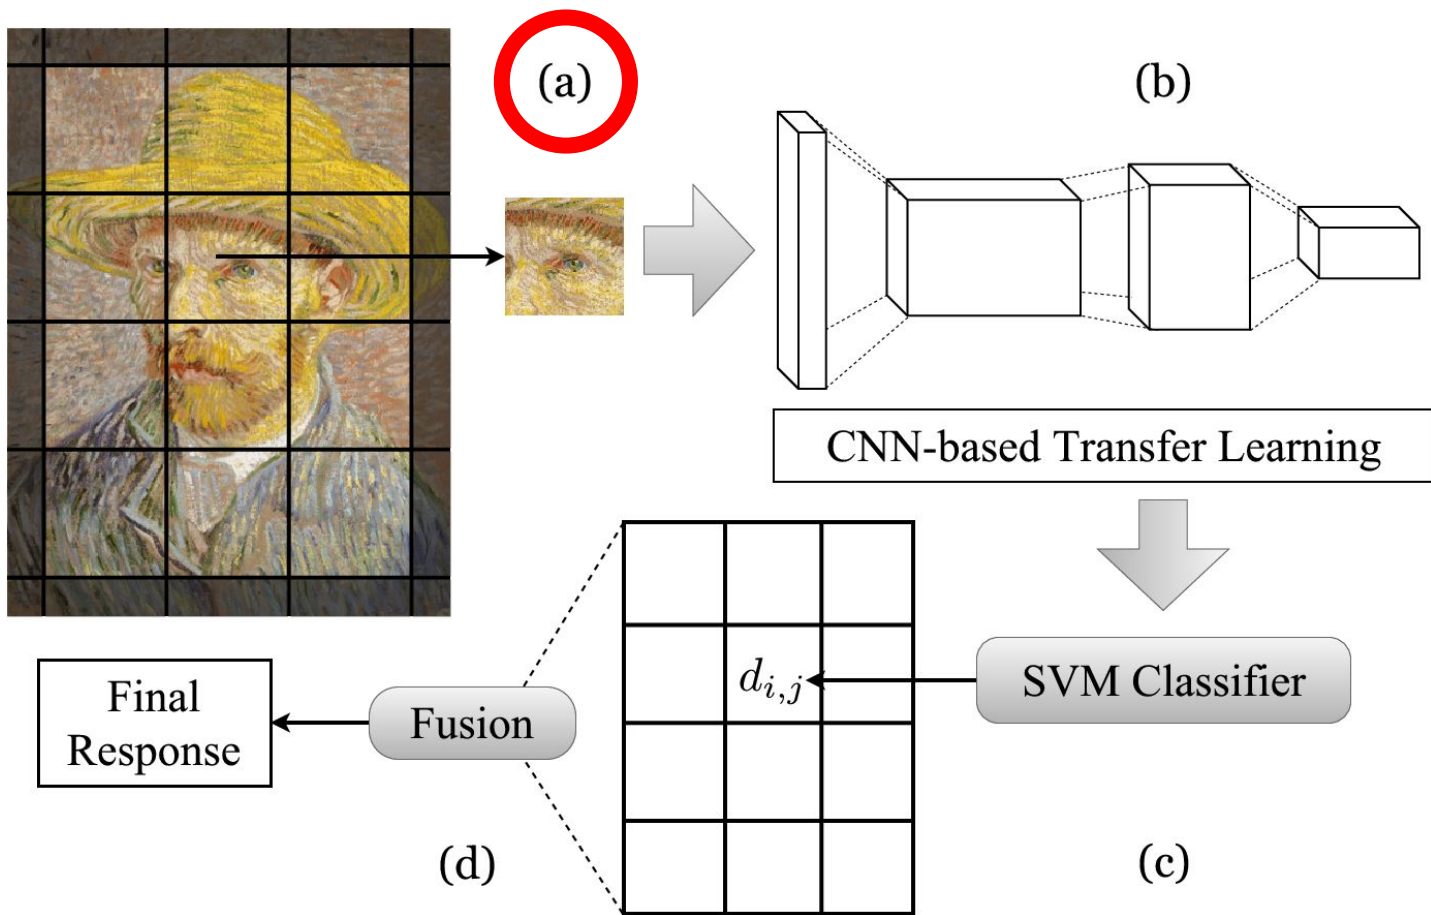 (a)
(b)
CNN-based Transfer Learning
SVM Classifier
d_{i,j}
Fusion
Final
Response
(d)
(c)